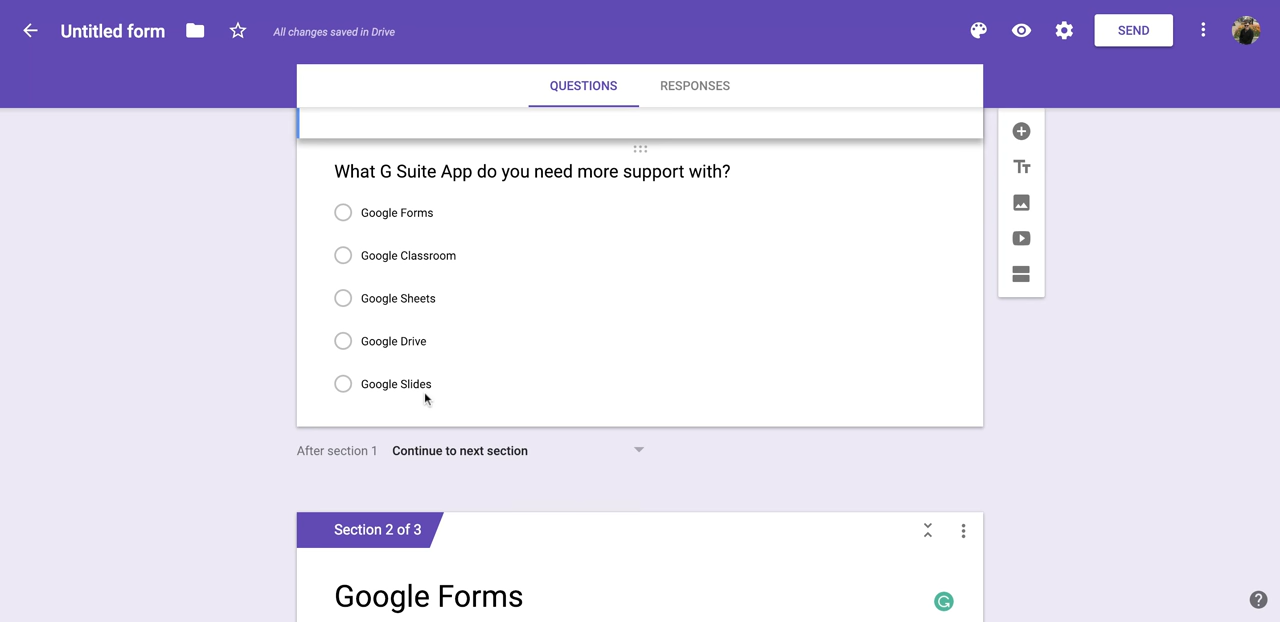 Untitled form
All changes saved in Drive
SEND
QUESTIONS
RESPONSES
What G Suite App do you need more support with?
Google Forms
Google Classroom
Google Sheets
Google Drive
Google Slides
After section 1 Continue to next section
Section 2 of 3
Google Forms